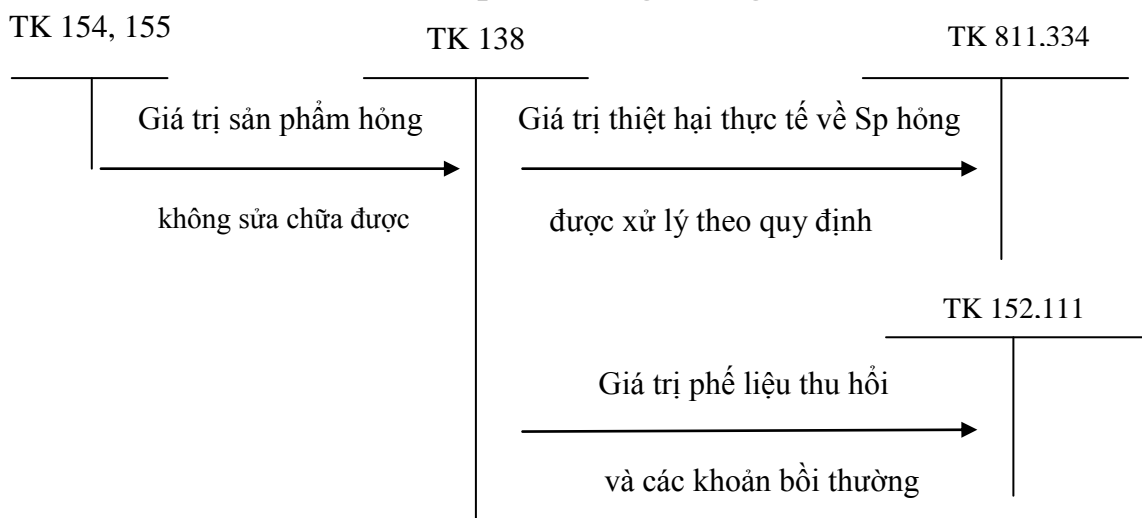 TK 154, 155
TK 138
TK 811.334
Giá trị sản phẩm hỏng
Giá trị thiệt hại thực tế về Sp hỏng
không sửa chữa được
được xử lý theo quy định
TK 152.111
Giá trị phế liệu thu hổi
và các khoản bồi thường